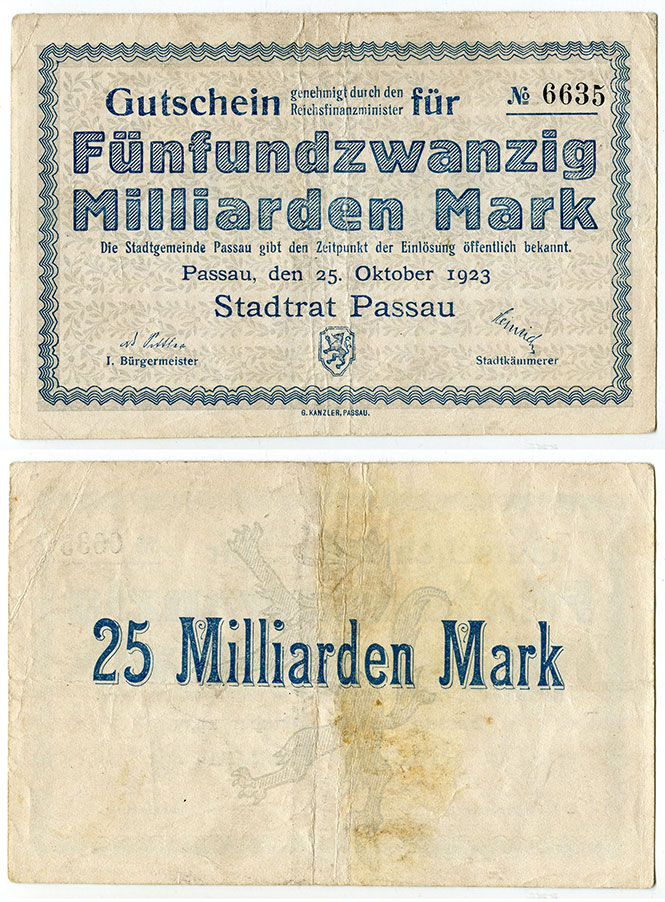 Gutschein genehmigt durch den Reichsfinanzminister für
№ 6635
Fünfundzwanzig
Milliarden Mark
Die Stadtgemeinde Passau gibt den Zeitpunkt der Einlösung öffentlich bekannt.
Passau, den 25. Oktober 1923
Stadtrat Passau
I. Bürgermeister
Stadtkämmerer
G. KANZLER, PASSAU.
25 Milliarden Mark